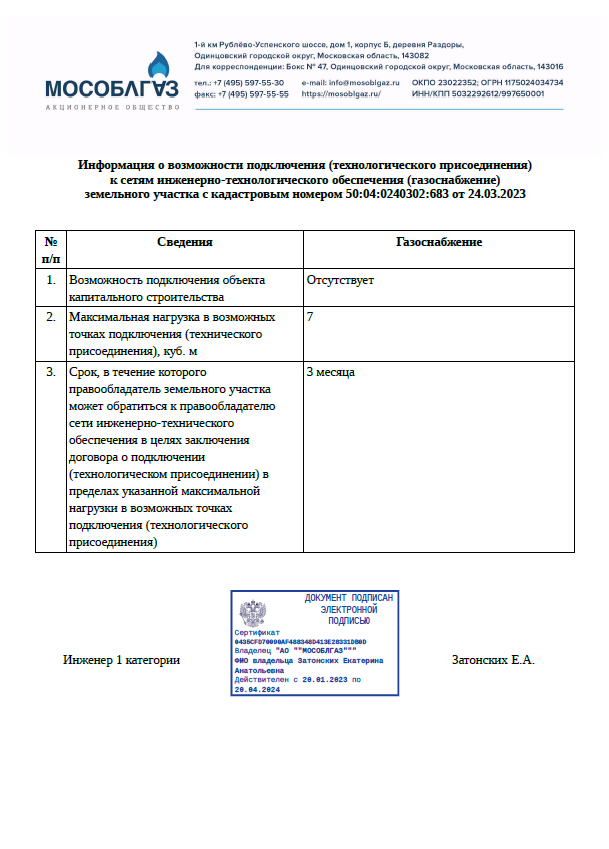 1-й км Рублёво-Успенского шоссе, дом 1, корпус Б, деревня Раздоры,
Одинцовский городской округ, Московская область, 143082
Для корреспонденции: Бокс № 47, Одинцовский городской округ, Московская область, 143016
МОСОБЛГАЗ
АКЦИОНЕРНОЕ ОБЩЕСТВО
тел.: +7 (495) 597-55-30 e-mail: info@mosoblgaz.ru ОКПО 23022352; ОГРН 1175024034734
факс: +7 (495) 597-55-55 https://mosoblgaz.ru/ ИНН/КПП 5032292612/997650001
Информация о возможности подключения (технологического присоединения)
к сетям инженерно-технологического обеспечения (газоснабжение)
земельного участка с кадастровым номером 50:04:0240302:683 от 24.03.2023
№ п/п Сведения Газоснабжение
1. Возможность подключения объекта Отсутствует
капитального строительства
2. Максимальная нагрузка в возможных 7
точках подключения (технического
присоединения), куб. м
3. Срок, в течение которого 3 месяца
правообладатель земельного участка
может обратиться к правообладателю
сети инженерно-технического
обеспечения в целях заключения
договора о подключении
(технологическом присоединении) в
пределах указанной максимальной
нагрузки в возможных точках
подключения (технологического
присоединения)
ДОКУМЕНТ ПОДПИСАН
ЭЛЕКТРОННОЙ
ПОДПИСЬЮ
Сертификат
0435CFD70090AF488348D413E28331DB0D
Владелец "АО ""МОСОБЛГАЗ"""
ФИО владельца Затонских Екатерина
Анатольевна
Действителен с 20.01.2023 по
20.04.2024
Инженер 1 категории Затонских Е.А.